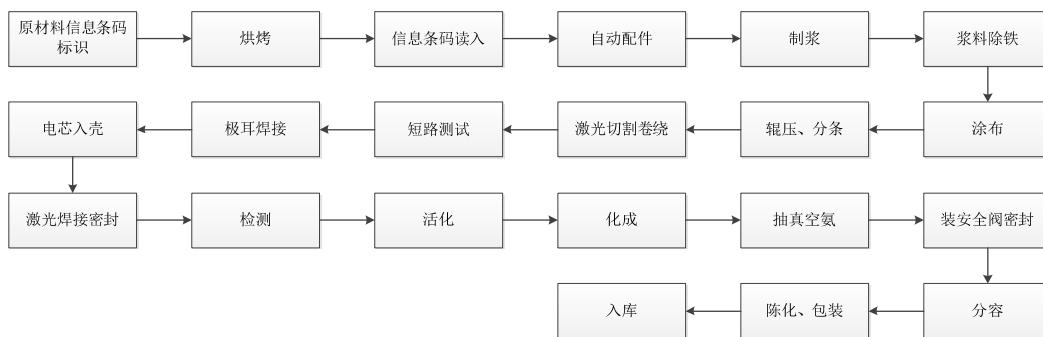 原材料信息条码
标识
烘烤
信息条码读入
自动配件
制浆
浆料除铁
涂布
辊压、分条
激光切割卷绕
短路测试
极耳焊接
电芯入壳
激光焊接密封
检测
活化
化成
抽真空氨
装安全阀密封
分容
陈化、包装
入库